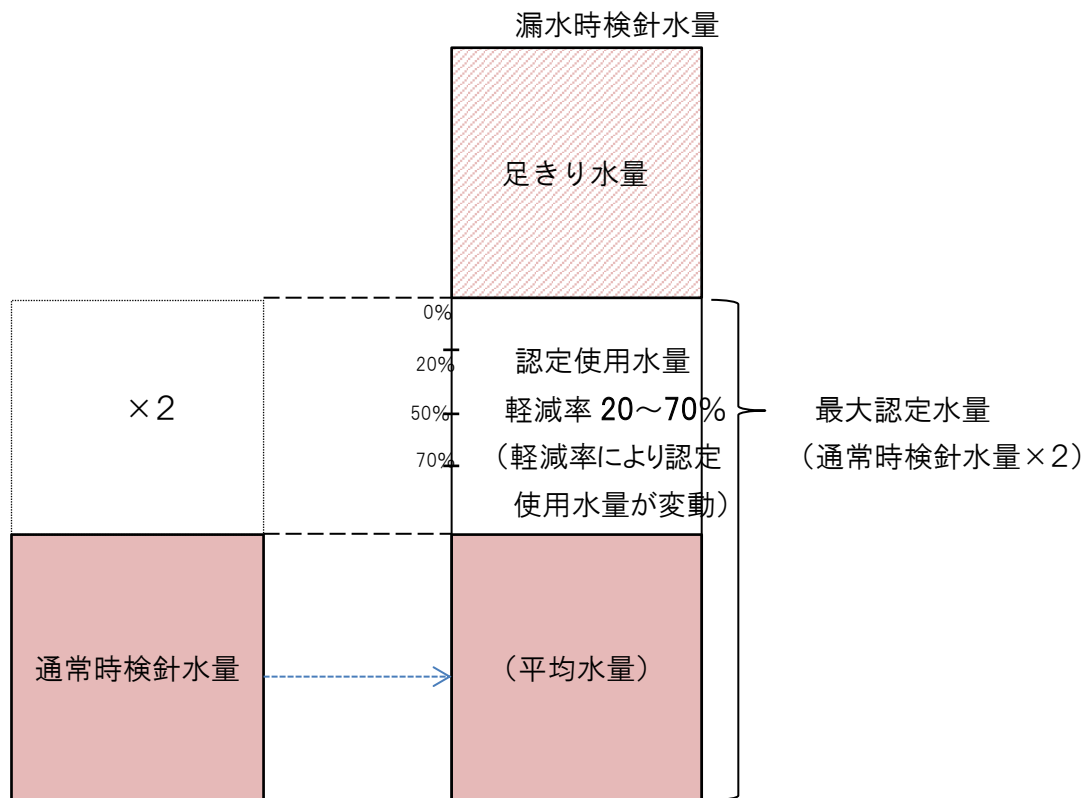 漏水時検針水量
足きり水量
0%
20%
認定使用水量
×2
50%
軽減率 20~70%
最大認定水量
70%
(軽減率により認定
(通常時検針水量×2)
使用水量が変動)
通常時検針水量
(平均水量)